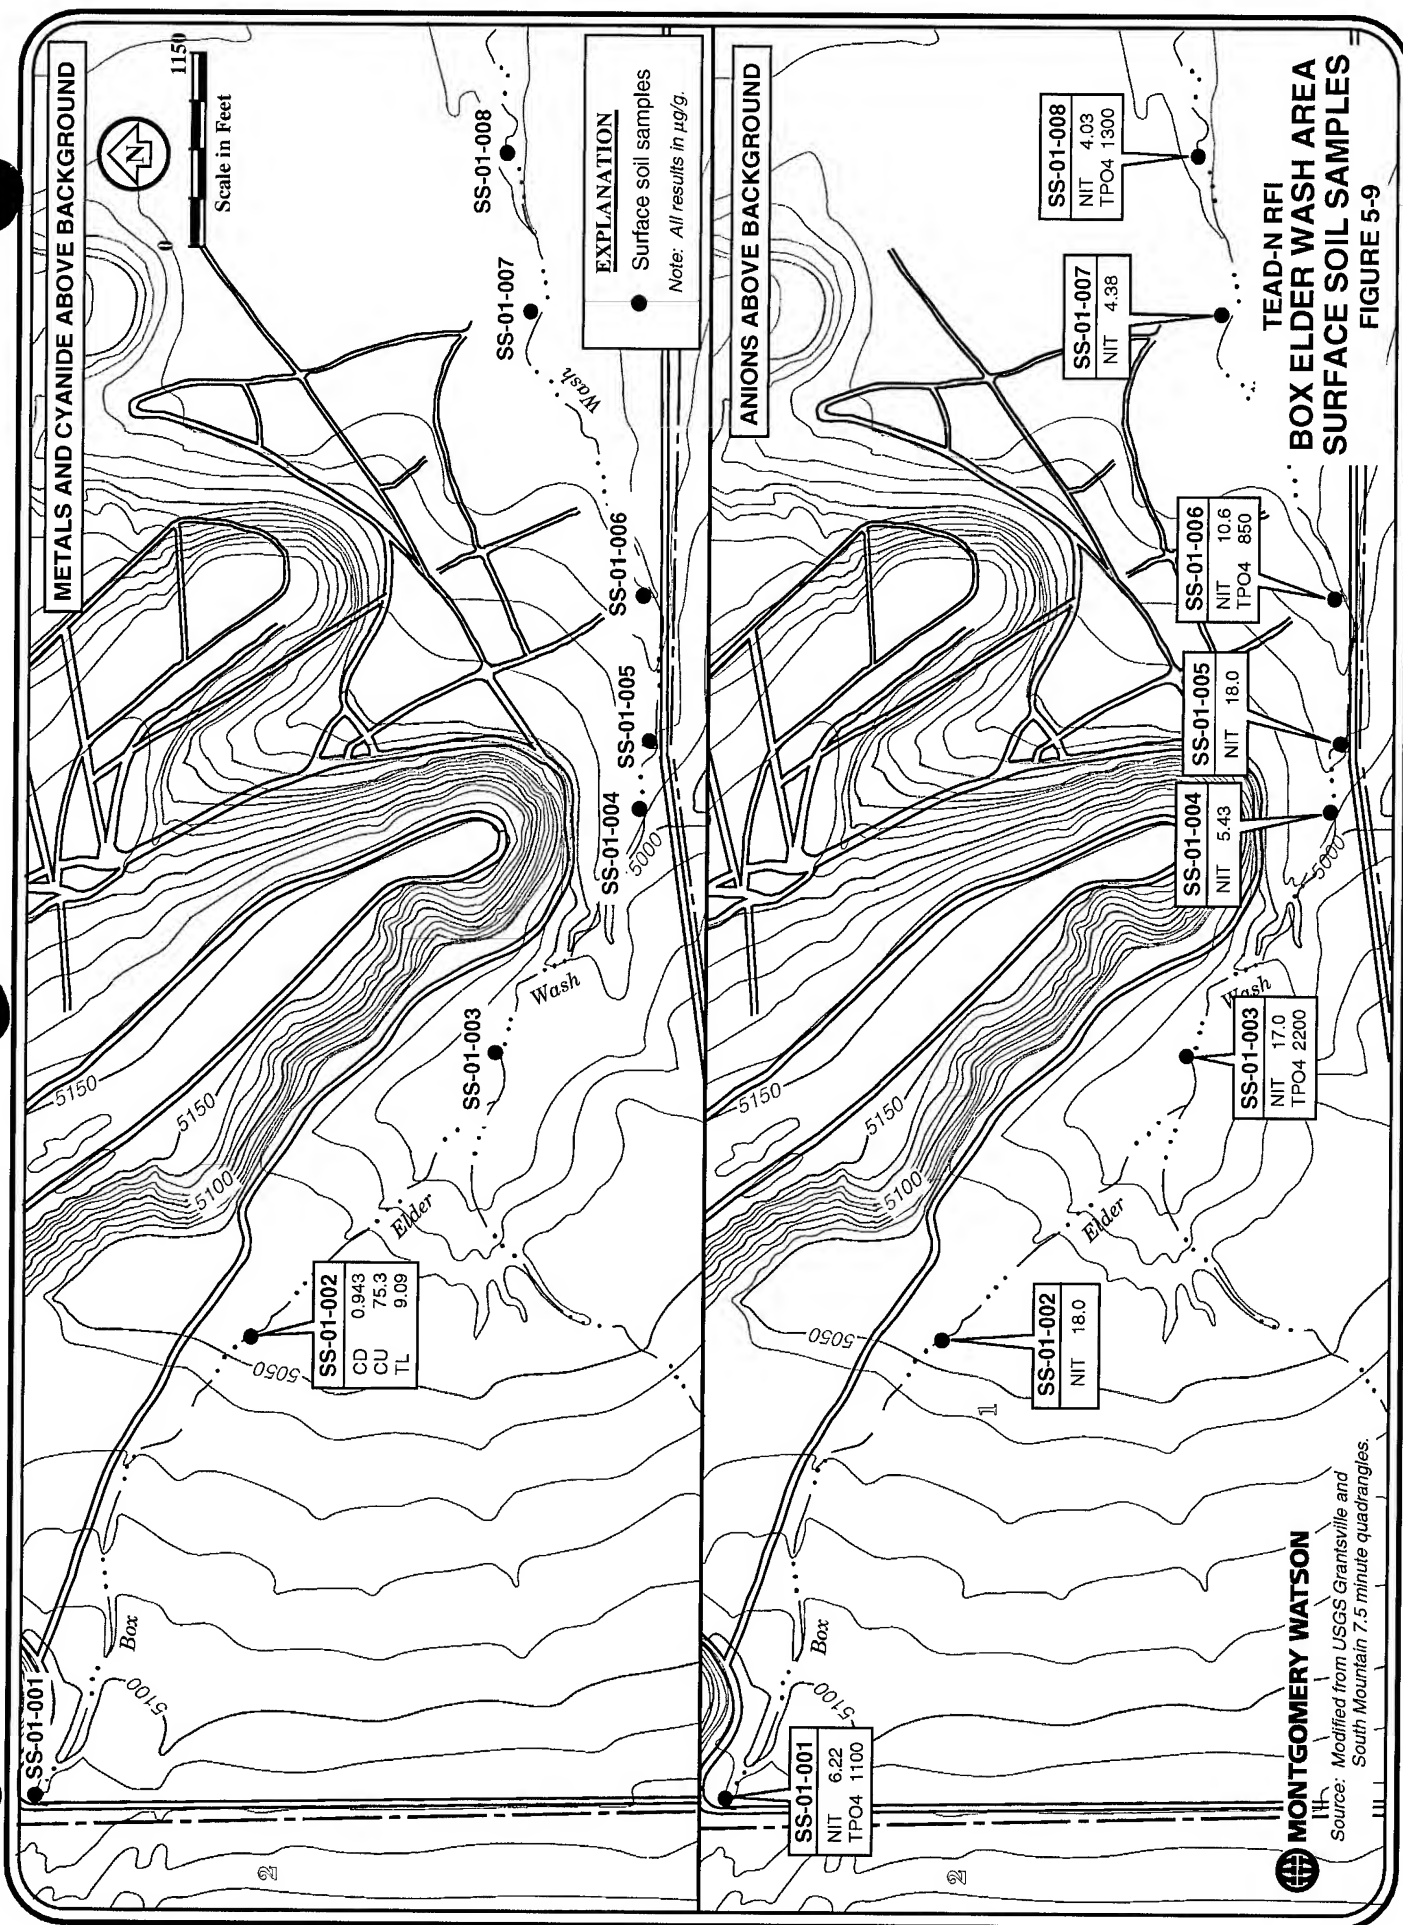 METALS AND CYANIDE ABOVE BACKGROUND
N
0
1150
Scale in Feet
SS-01-001
Box
5100
2
SS-01-002
CD 0.943
CU 75.3
TL 9.09
5050
Elder
5100
5150
5150
SS-01-003
Wash
SS-01-004
5000
SS-01-005
SS-01-006
Wash
SS-01-007
SS-01-008
EXPLANATION
Surface soil samples
Note: All results in µg/g.
ANIONS ABOVE BACKGROUND
SS-01-001
NIT 6.22
TPO4 1100
Box
5100
2
1
SS-01-002
NIT 18.0
5050
Elder
5100
5150
5150
SS-01-003
NIT 17.0
TPO4 2200
Wash
SS-01-004
NIT 5.43
5000
SS-01-005
NIT 18.0
SS-01-006
NIT 10.6
TPO4 850
SS-01-007
NIT 4.38
SS-01-008
NIT 4.03
TPO4 1300
MONTGOMERY WATSON
Source: Modified from USGS Grantsville and
South Mountain 7.5 minute quadrangles.
TEAD-N RFI
BOX ELDER WASH AREA
SURFACE SOIL SAMPLES
FIGURE 5-9